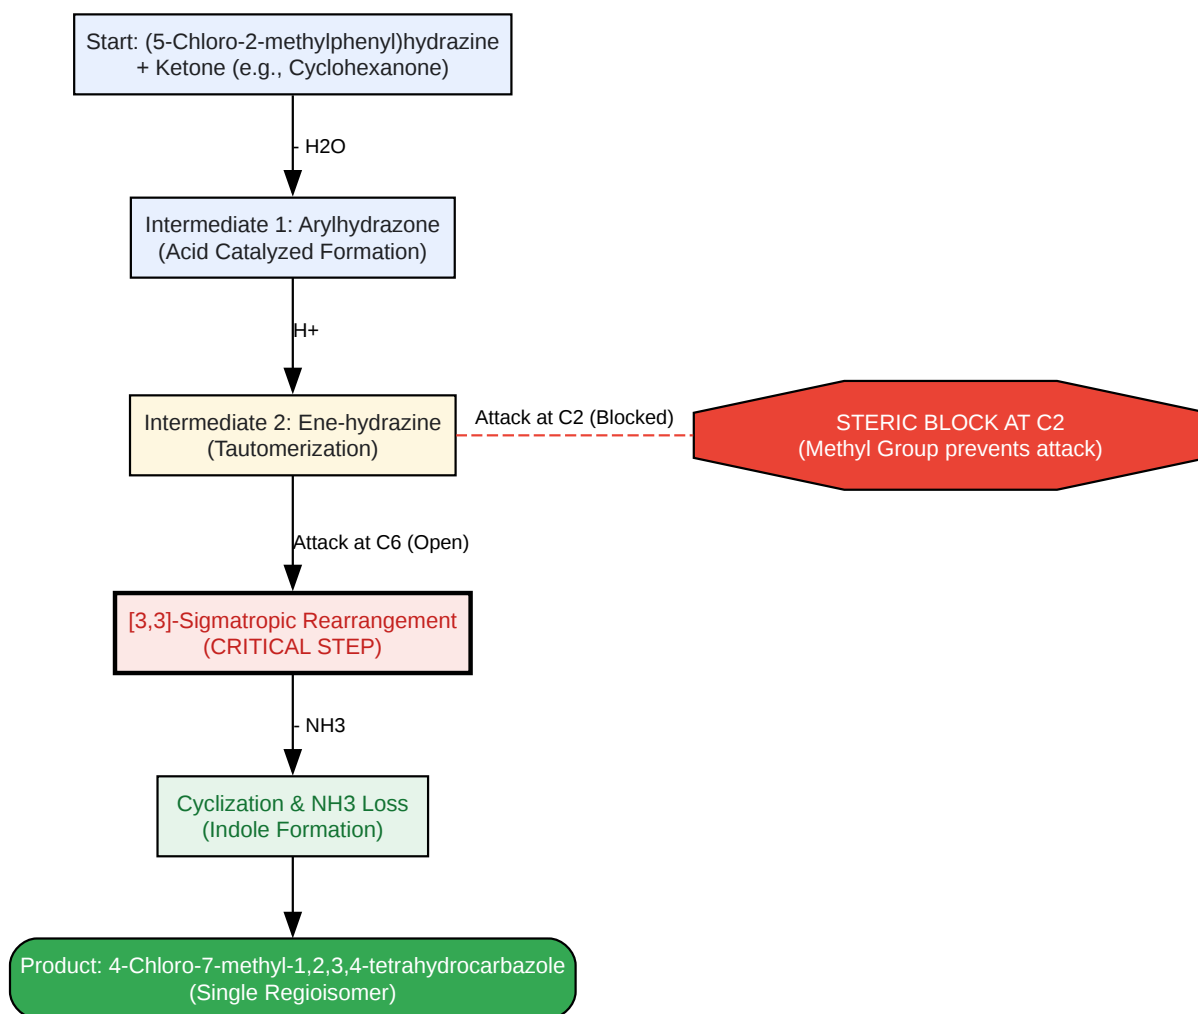 Start: (5-Chloro-2-methylphenyl)hydrazine
+ Ketone (e.g., Cyclohexanone)
- H2O
Intermediate 1: Arylhydrazone
(Acid Catalyzed Formation)
H+
Intermediate 2: Ene-hydrazine
(Tautomerization)
Attack at C2 (Blocked)
STERIC BLOCK AT C2
(Methyl Group prevents attack)
Attack at C6 (Open)
[3,3]-Sigmatropic Rearrangement
(CRITICAL STEP)
- NH3
Cyclization & NH3 Loss
(Indole Formation)
Product: 4-Chloro-7-methyl-1,2,3,4-tetrahydrocarbazole
(Single Regioisomer)